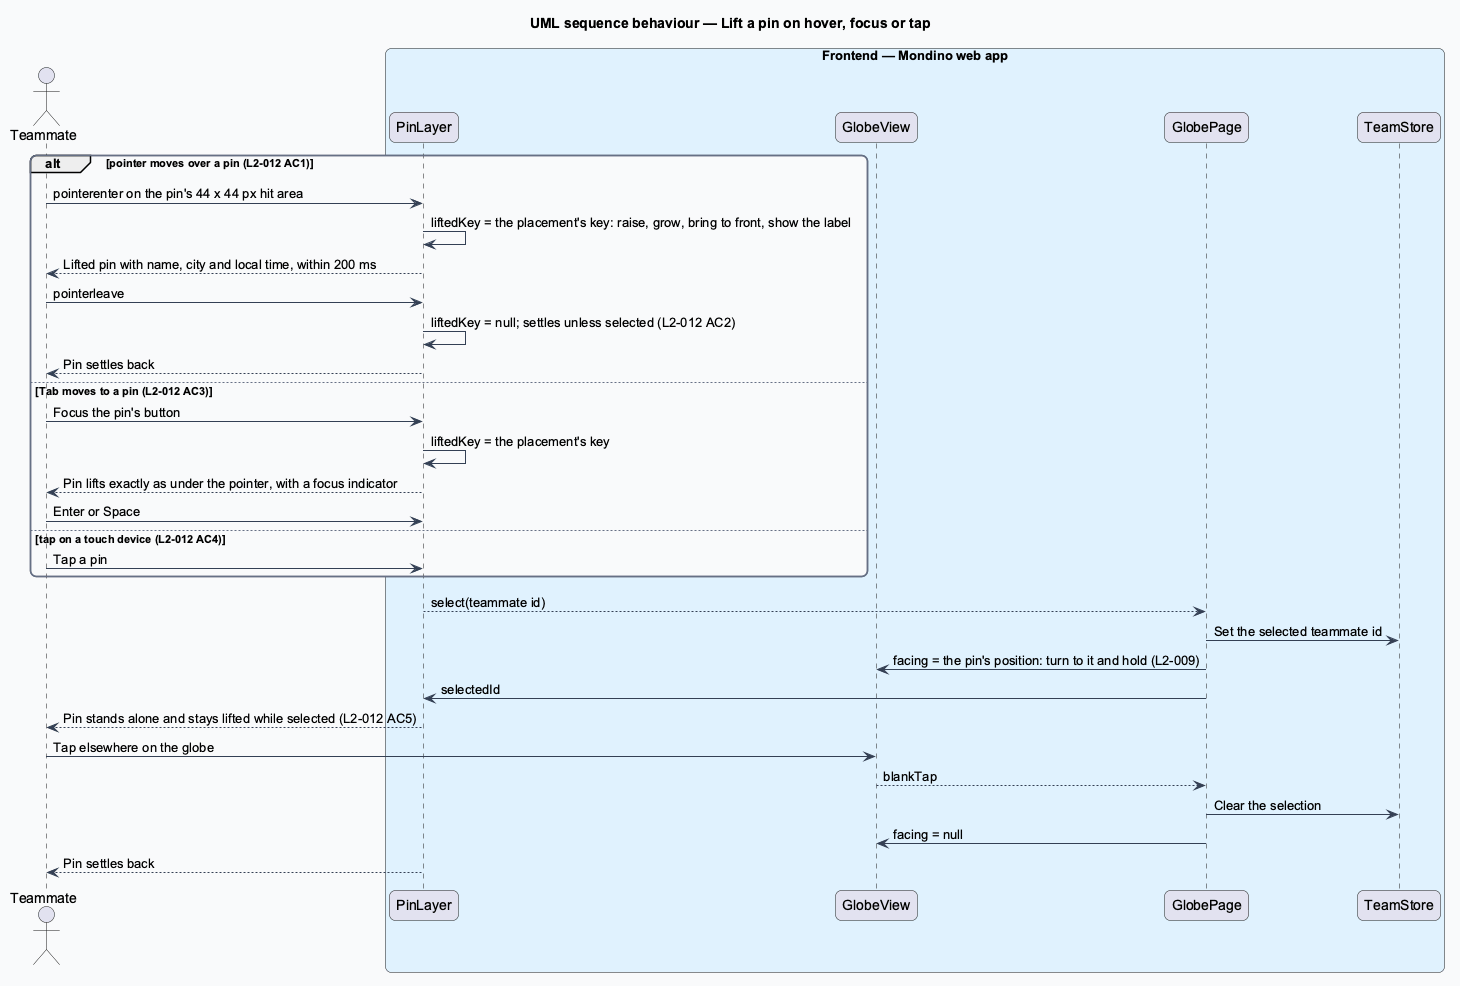 UML sequence behaviour — Lift a pin on hover, focus or tap
Frontend — Mondino web app
Teammate
PinLayer
GlobeView
GlobePage
TeamStore
alt
[pointer moves over a pin (L2-012 AC1)]
pointerenter on the pin's 44 x 44 px hit area
liftedKey = the placement's key: raise, grow, bring to front, show the label
Lifted pin with name, city and local time, within 200 ms
pointerleave
liftedKey = null; settles unless selected (L2-012 AC2)
Pin settles back
[Tab moves to a pin (L2-012 AC3)]
Focus the pin's button
liftedKey = the placement's key
Pin lifts exactly as under the pointer, with a focus indicator
Enter or Space
[tap on a touch device (L2-012 AC4)]
Tap a pin
select(teammate id)
Set the selected teammate id
facing = the pin's position: turn to it and hold (L2-009)
selectedId
Pin stands alone and stays lifted while selected (L2-012 AC5)
Tap elsewhere on the globe
blankTap
Clear the selection
facing = null
Pin settles back
Teammate
PinLayer
GlobeView
GlobePage
TeamStore